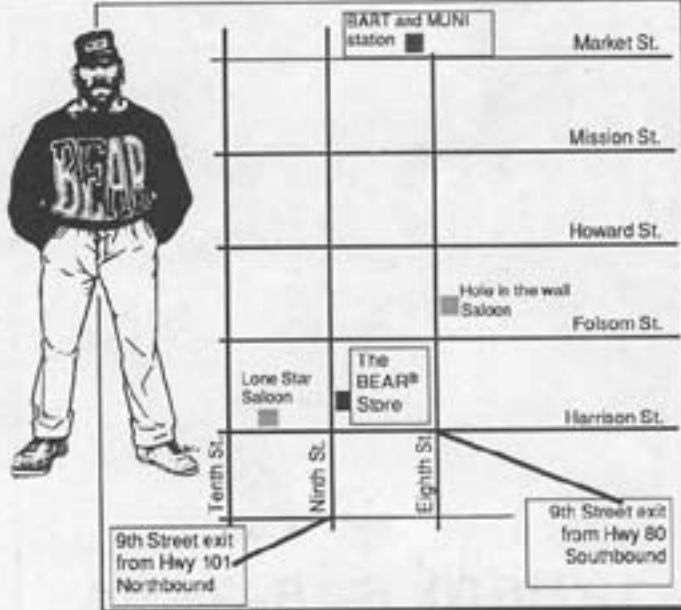 BART and MUNI
station
Market St.
BEAR
Mission St.
Howard St.
Hole in the wall
Saloon
Folsom St.
The
BEAR®
Store
Lone Star
Saloon
Harrison St.
Tenth St.
Ninth St.
Eighth St
9th Street exit
from Hwy 101
Northbound
9th Street exit
from Hwy 80
Southbound